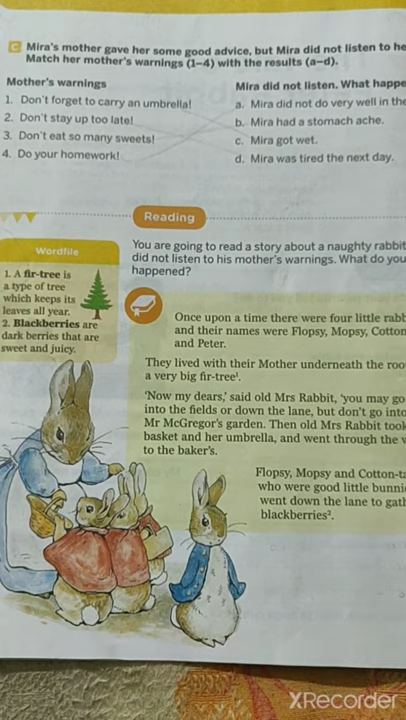 C Mira's mother gave her some good advice, but Mira did not listen to
Match her mother's warnings (1–4) with the results (a–d).
Mother's warnings
1. Don't forget to carry an umbrella!
2. Don't stay up too late!
3. Don't eat so many sweets!
4. Do your homework!
Mira did not listen. What
a. Mira did not do very well in
b. Mira had a stomach ache.
c. Mira got wet.
d. Mira was tired the next day.
Reading
Wordfile
1. A fir-tree is
a type of tree
which keeps its
leaves all year.
2. Blackberries are
dark berries that are
sweet and juicy.
You are going to read a story about a naughty rabbit
did not listen to his mother's warnings. What do you
happened?
Once upon a time there were four little
and their names were Flopsy, Mopsy,
and Peter.
They lived with their Mother underneath the
a very big fir-tree¹.
'Now my dears,' said old Mrs Rabbit, 'you may go
into the fields or down the lane, but don't go into
Mr McGregor's garden. Then old Mrs Rabbit took
basket and her umbrella, and went through the
to the baker's.
Flopsy, Mopsy and
who were good little
went down the lane to
blackberries².
XRecorder